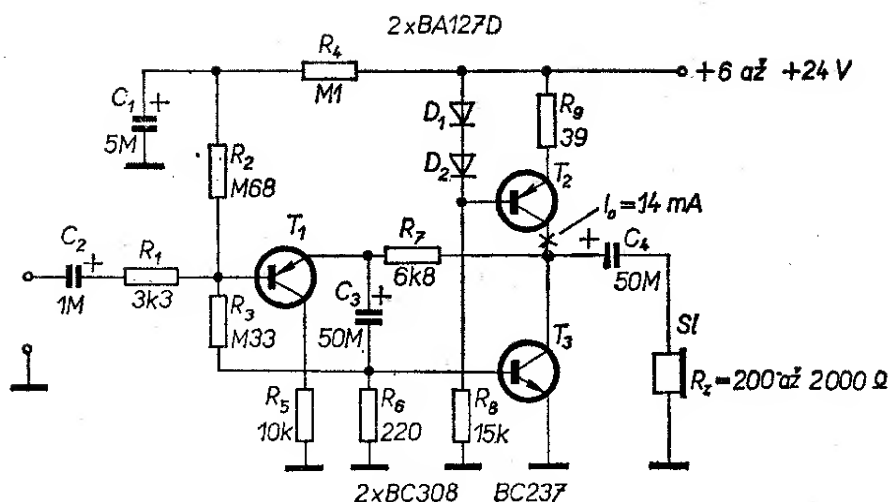 2xBA127D
R4
M1
+6 až +24 V
C1
+
5M
R2
M68
D1
D2
R9
39
T2
I0=14 mA
C2
+
1M
R1
3k3
T1
R7
6k8
+
C4
50M
R3
M33
C3
+
50M
T3
Sl
Rz=200 až 2000 Ω
R5
10k
R6
220
R8
15k
2xBC308
BC237